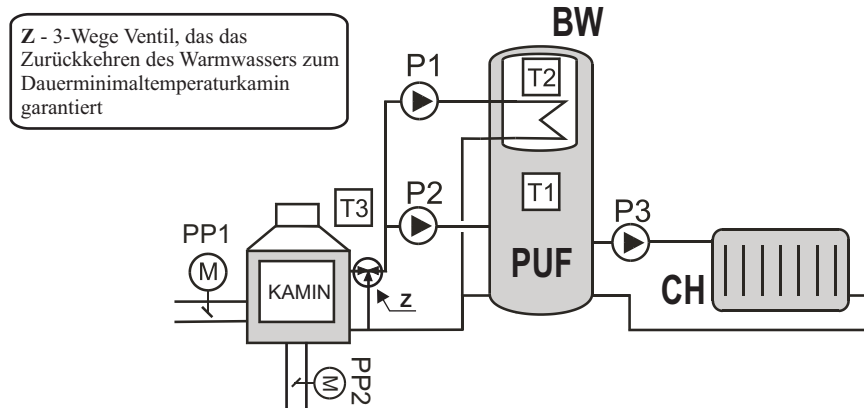 Z - 3-Wege Ventil, das das
Zurückkehren des Warmwassers zum
Dauerminimaltemperaturkamin
garantiert
BW
P1
T2
T3
P2
T1
P3
PP1
M
KAMIN
Z
PUF
CH
M
PP2